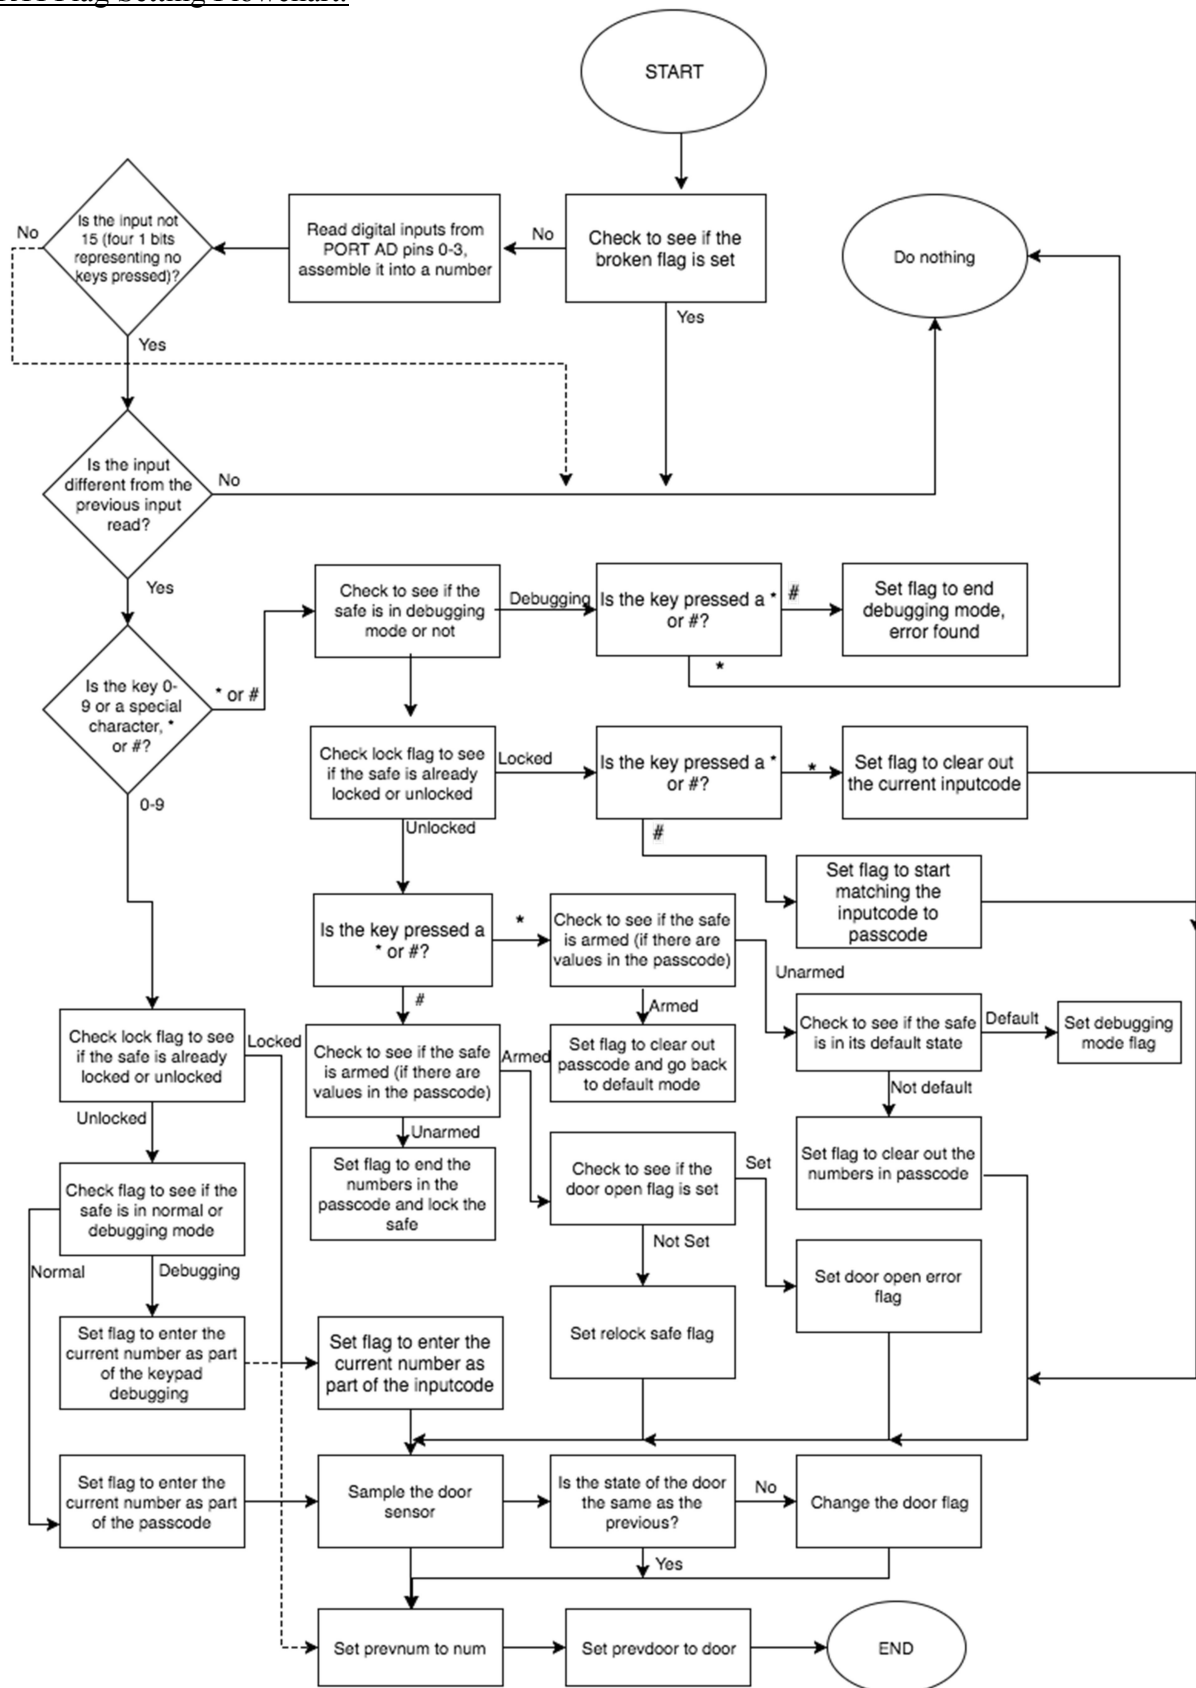 Flag Setting Flowchart:
START
Is the input not
15 (four 1 bits
representing no
keys pressed)?
No
Read digital inputs from
PORT AD pins 0-3,
assemble it into a number
No
Check to see if the
broken flag is set
Do nothing
Yes
Yes
Is the input
different from the
previous input
read?
No
Yes
Check to see if the
safe is in debugging
mode or not
Debugging
Is the key pressed a *
or #?
#
Set flag to end
debugging mode,
error found
*
Is the key 0-
9 or a special
character, *
or #?
* or #
0-9
Check lock flag to see
if the safe is already
locked or unlocked
Locked
Is the key pressed a *
or #?
*
Set flag to clear out
the current inputcode
Unlocked
#
Set flag to start
matching the
inputcode to
passcode
Is the key pressed a
* or #?
*
Check to see if the safe
is armed (if there are
values in the passcode)
Unarmed
#
Armed
Check to see if the safe
is in its default state
Default
Set debugging
mode flag
Check lock flag to see
if the safe is already
locked or unlocked
Locked
Check to see if the safe
is armed (if there are
values in the passcode)
Armed
Set flag to clear out
passcode and go back
to default mode
Not default
Unlocked
Unarmed
Set flag to end the
numbers in the
passcode and lock the
safe
Check to see if the
door open flag is set
Set
Set flag to clear out the
numbers in passcode
Check flag to see if the
safe is in normal or
debugging mode
Not Set
Normal
Debugging
Set door open error
flag
Set flag to enter the
current number as part
of the keypad
debugging
Set flag to enter the
current number as
part of the inputcode
Set relock safe flag
Set flag to enter the
current number as part
of the passcode
Sample the door
sensor
Is the state of the door
the same as the
previous?
No
Change the door flag
Yes
Set prevnum to num
Set prevdoor to door
END